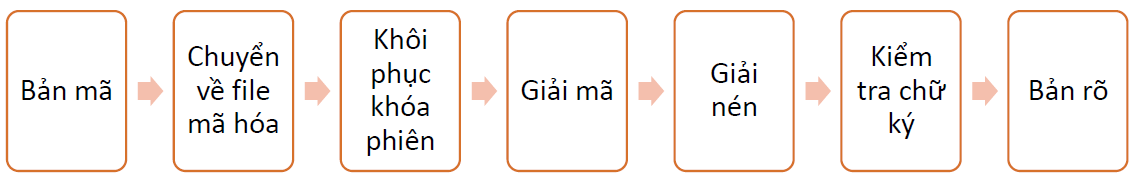 Bản mã
Chuyển
về file
mã hóa
Khôi
phục
khóa
phiên
Giải mã
Giải
nén
Kiểm
tra chữ
ký
Bản rõ